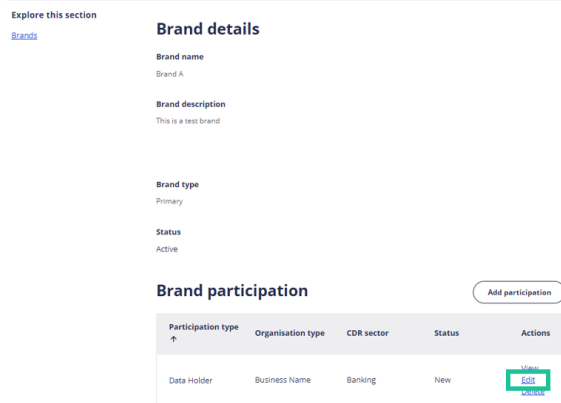 Explore this section
Brands
Brand details
Brand name
Brand A
Brand description
This is a test brand
Brand type
Primary
Status
Active
Brand participation
Add participation
Participation type ↑ Organisation type CDR sector Status Actions
View
Data Holder Business Name Banking New Edit
Delete